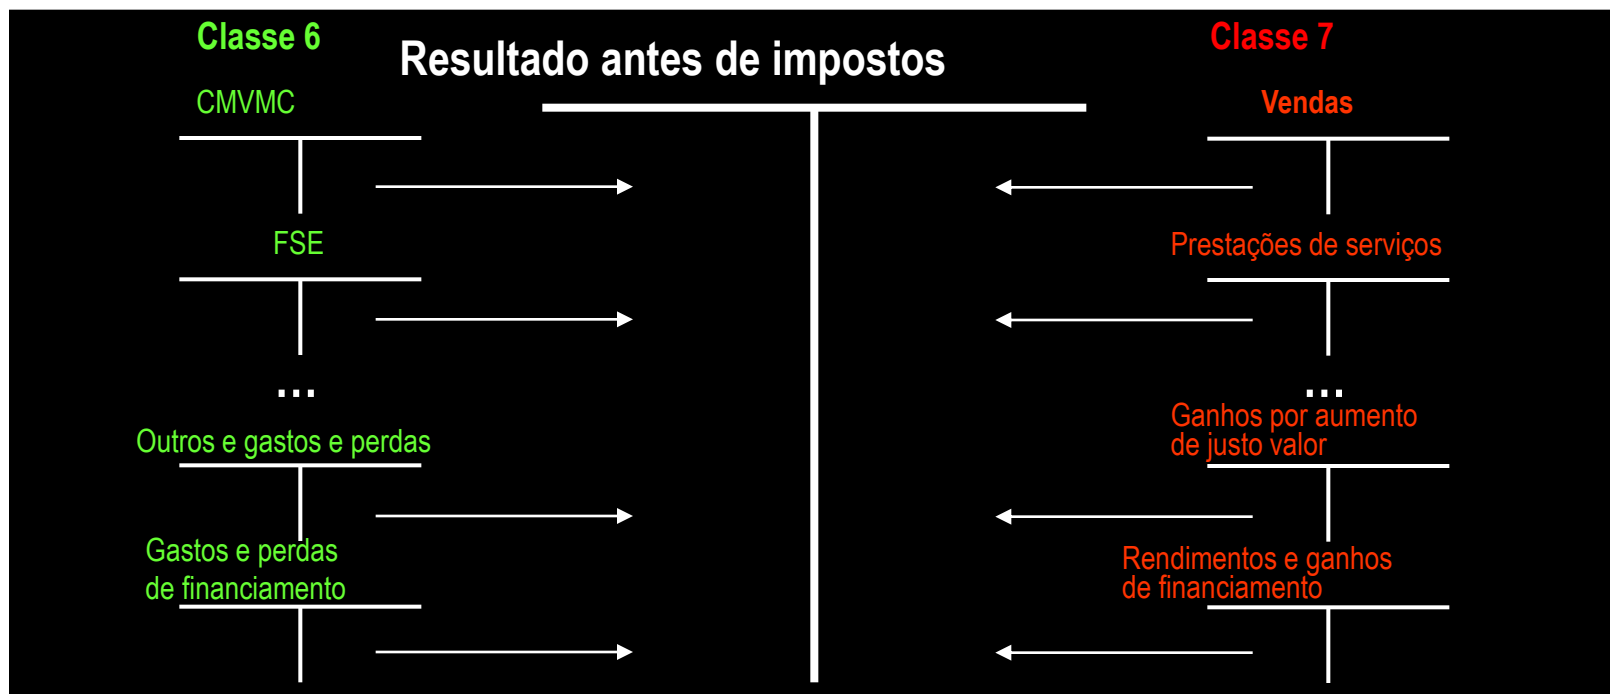 Classe 6
CMVMC
FSE
...
Outros e gastos e perdas
Gastos e perdas
de financiamento
Resultado antes de impostos
Classe 7
Vendas
Prestações de serviços
...
Ganhos por aumento
de justo valor
Rendimentos e ganhos
de financiamento